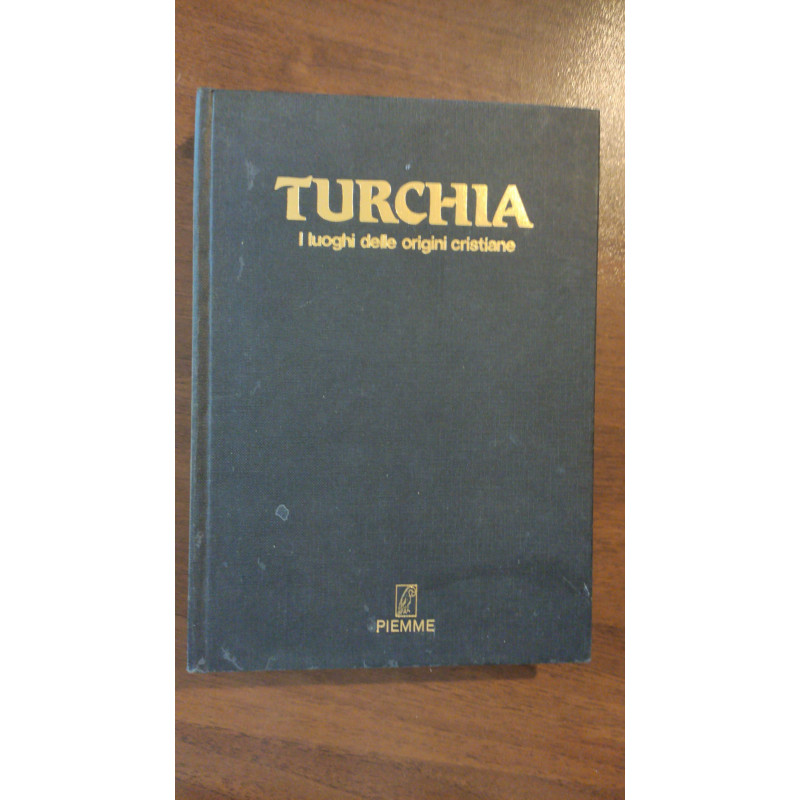 TURCHIA
I luoghi delle origini cristiane
PIEMME